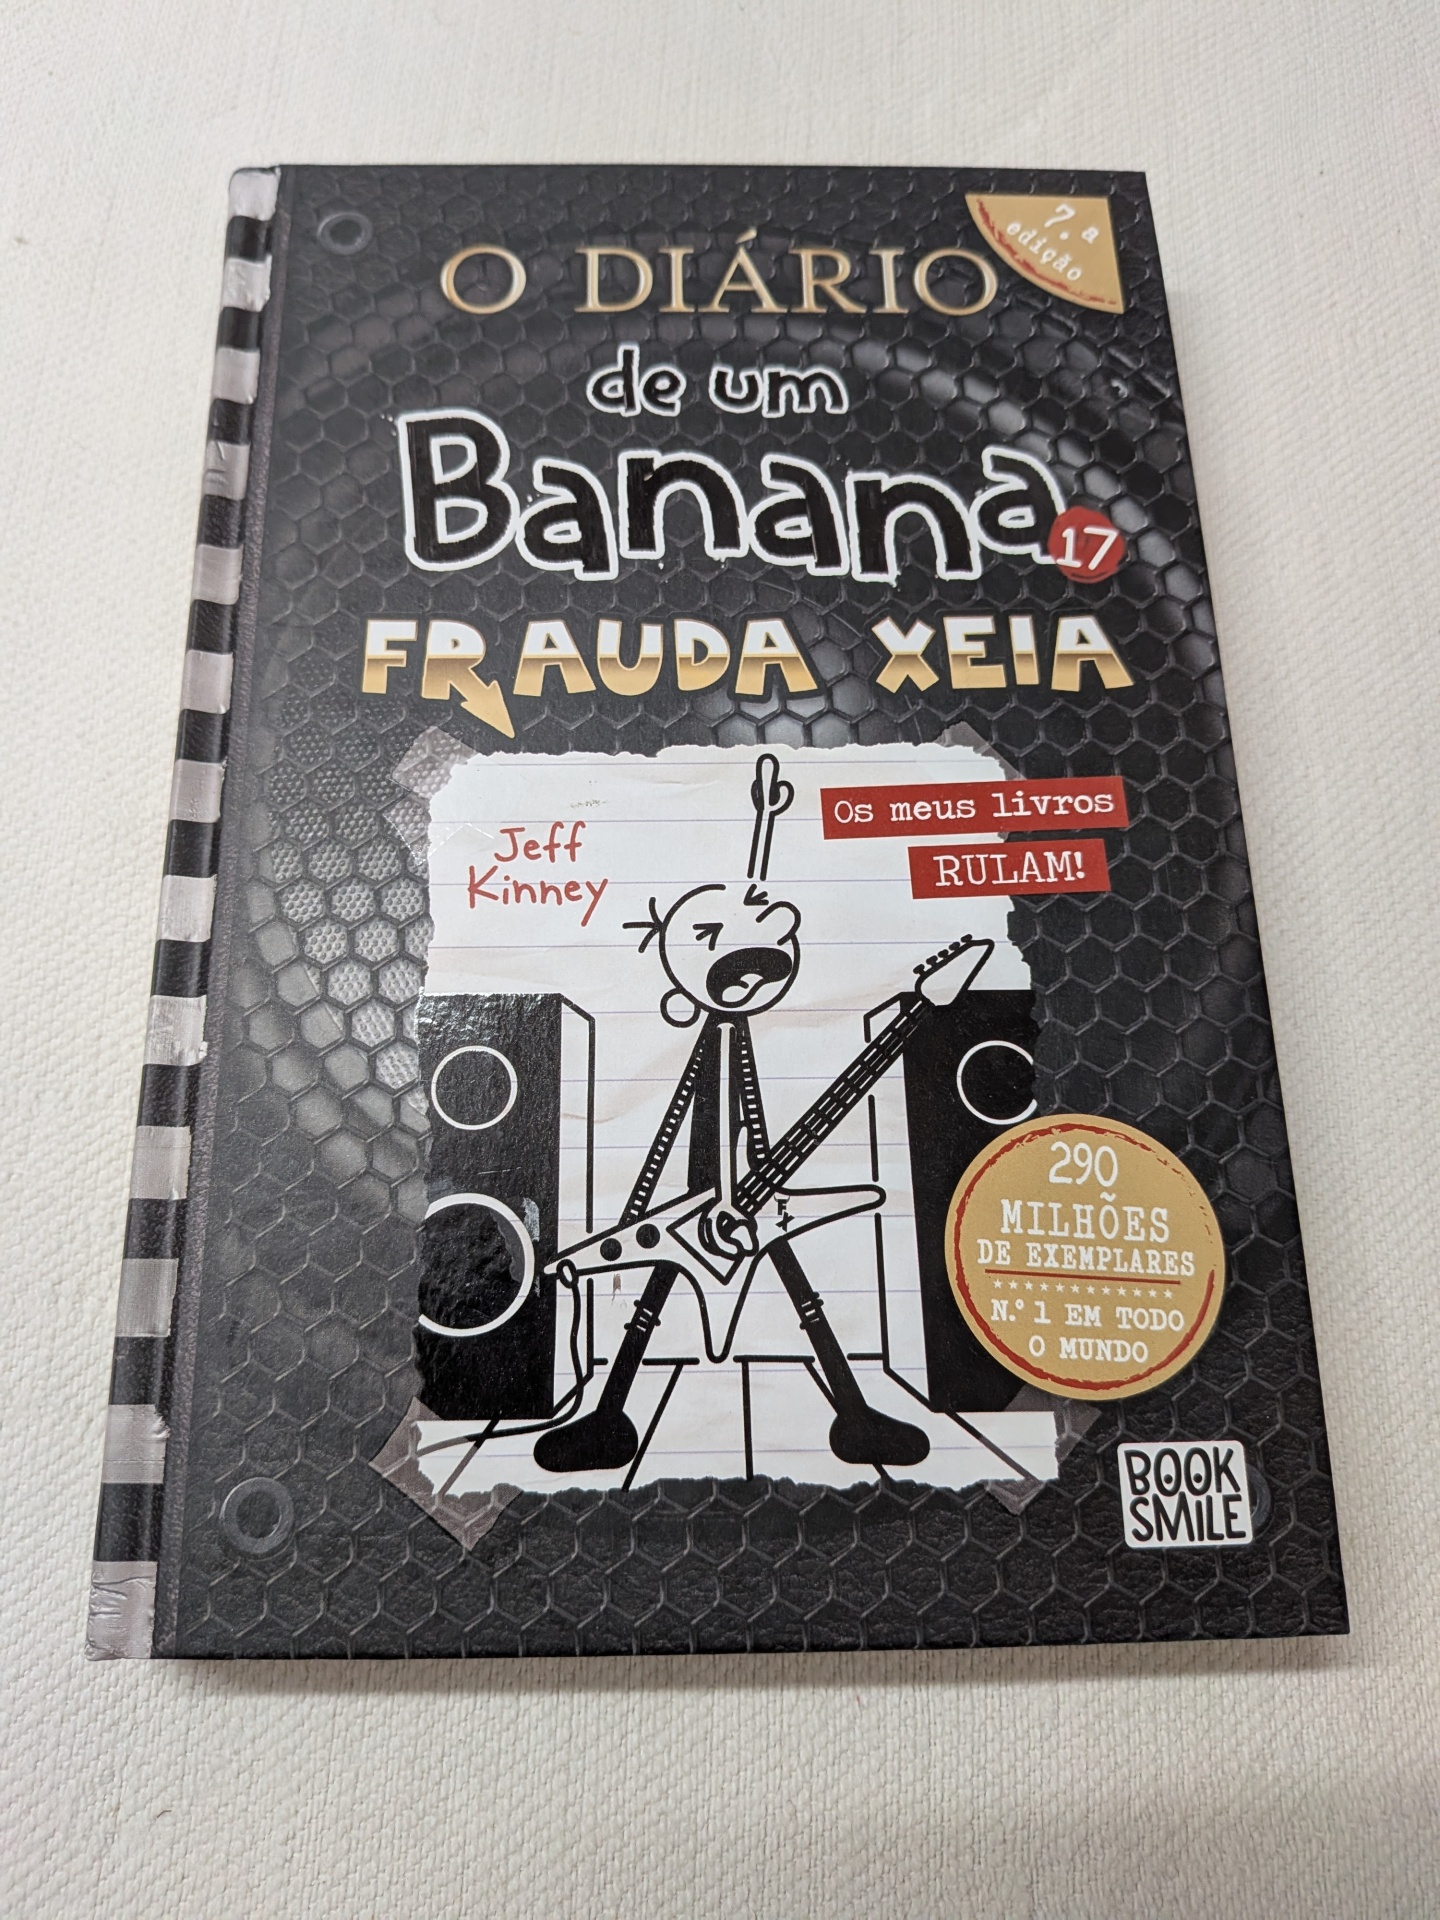 7.ª
edição
O DIÁRIO
de um
Banana
17
FRAUDA XEIA
Jeff
Kinney
Os meus livros
RULAM!
FX
290
MILHÕES
DE EXEMPLARES
N.º 1 EM TODO
O MUNDO
BOOK
SMILE